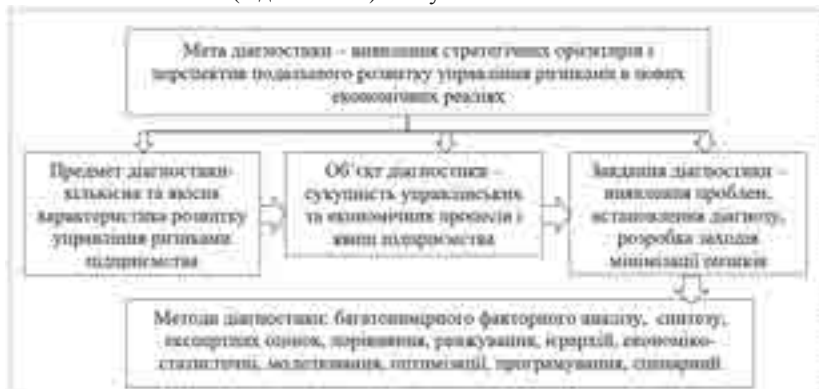 Мета діагностики – виявлення стратегічних орієнтирів і
перспектив подальшого розвитку управління ризиками в нових
економічних реаліях
Предмет діагностики-
кількісна та якісна
характеристика розвитку
управління ризиками
підприємства
Об'єкт діагностики –
сукупність управлінських
та економічних процесів і
явищ підприємства
Завдання діагностики –
виявлення проблем,
встановлення діагнозу,
розробка заходів
мінімізації ризиків
Методи діагностики: багатовимірного факторного аналізу, синтезу,
експертних оцінок, порівняння, ранжування, ієрархій, економіко-
статистичні, моделювання, оптимізації, програмування, сценарний